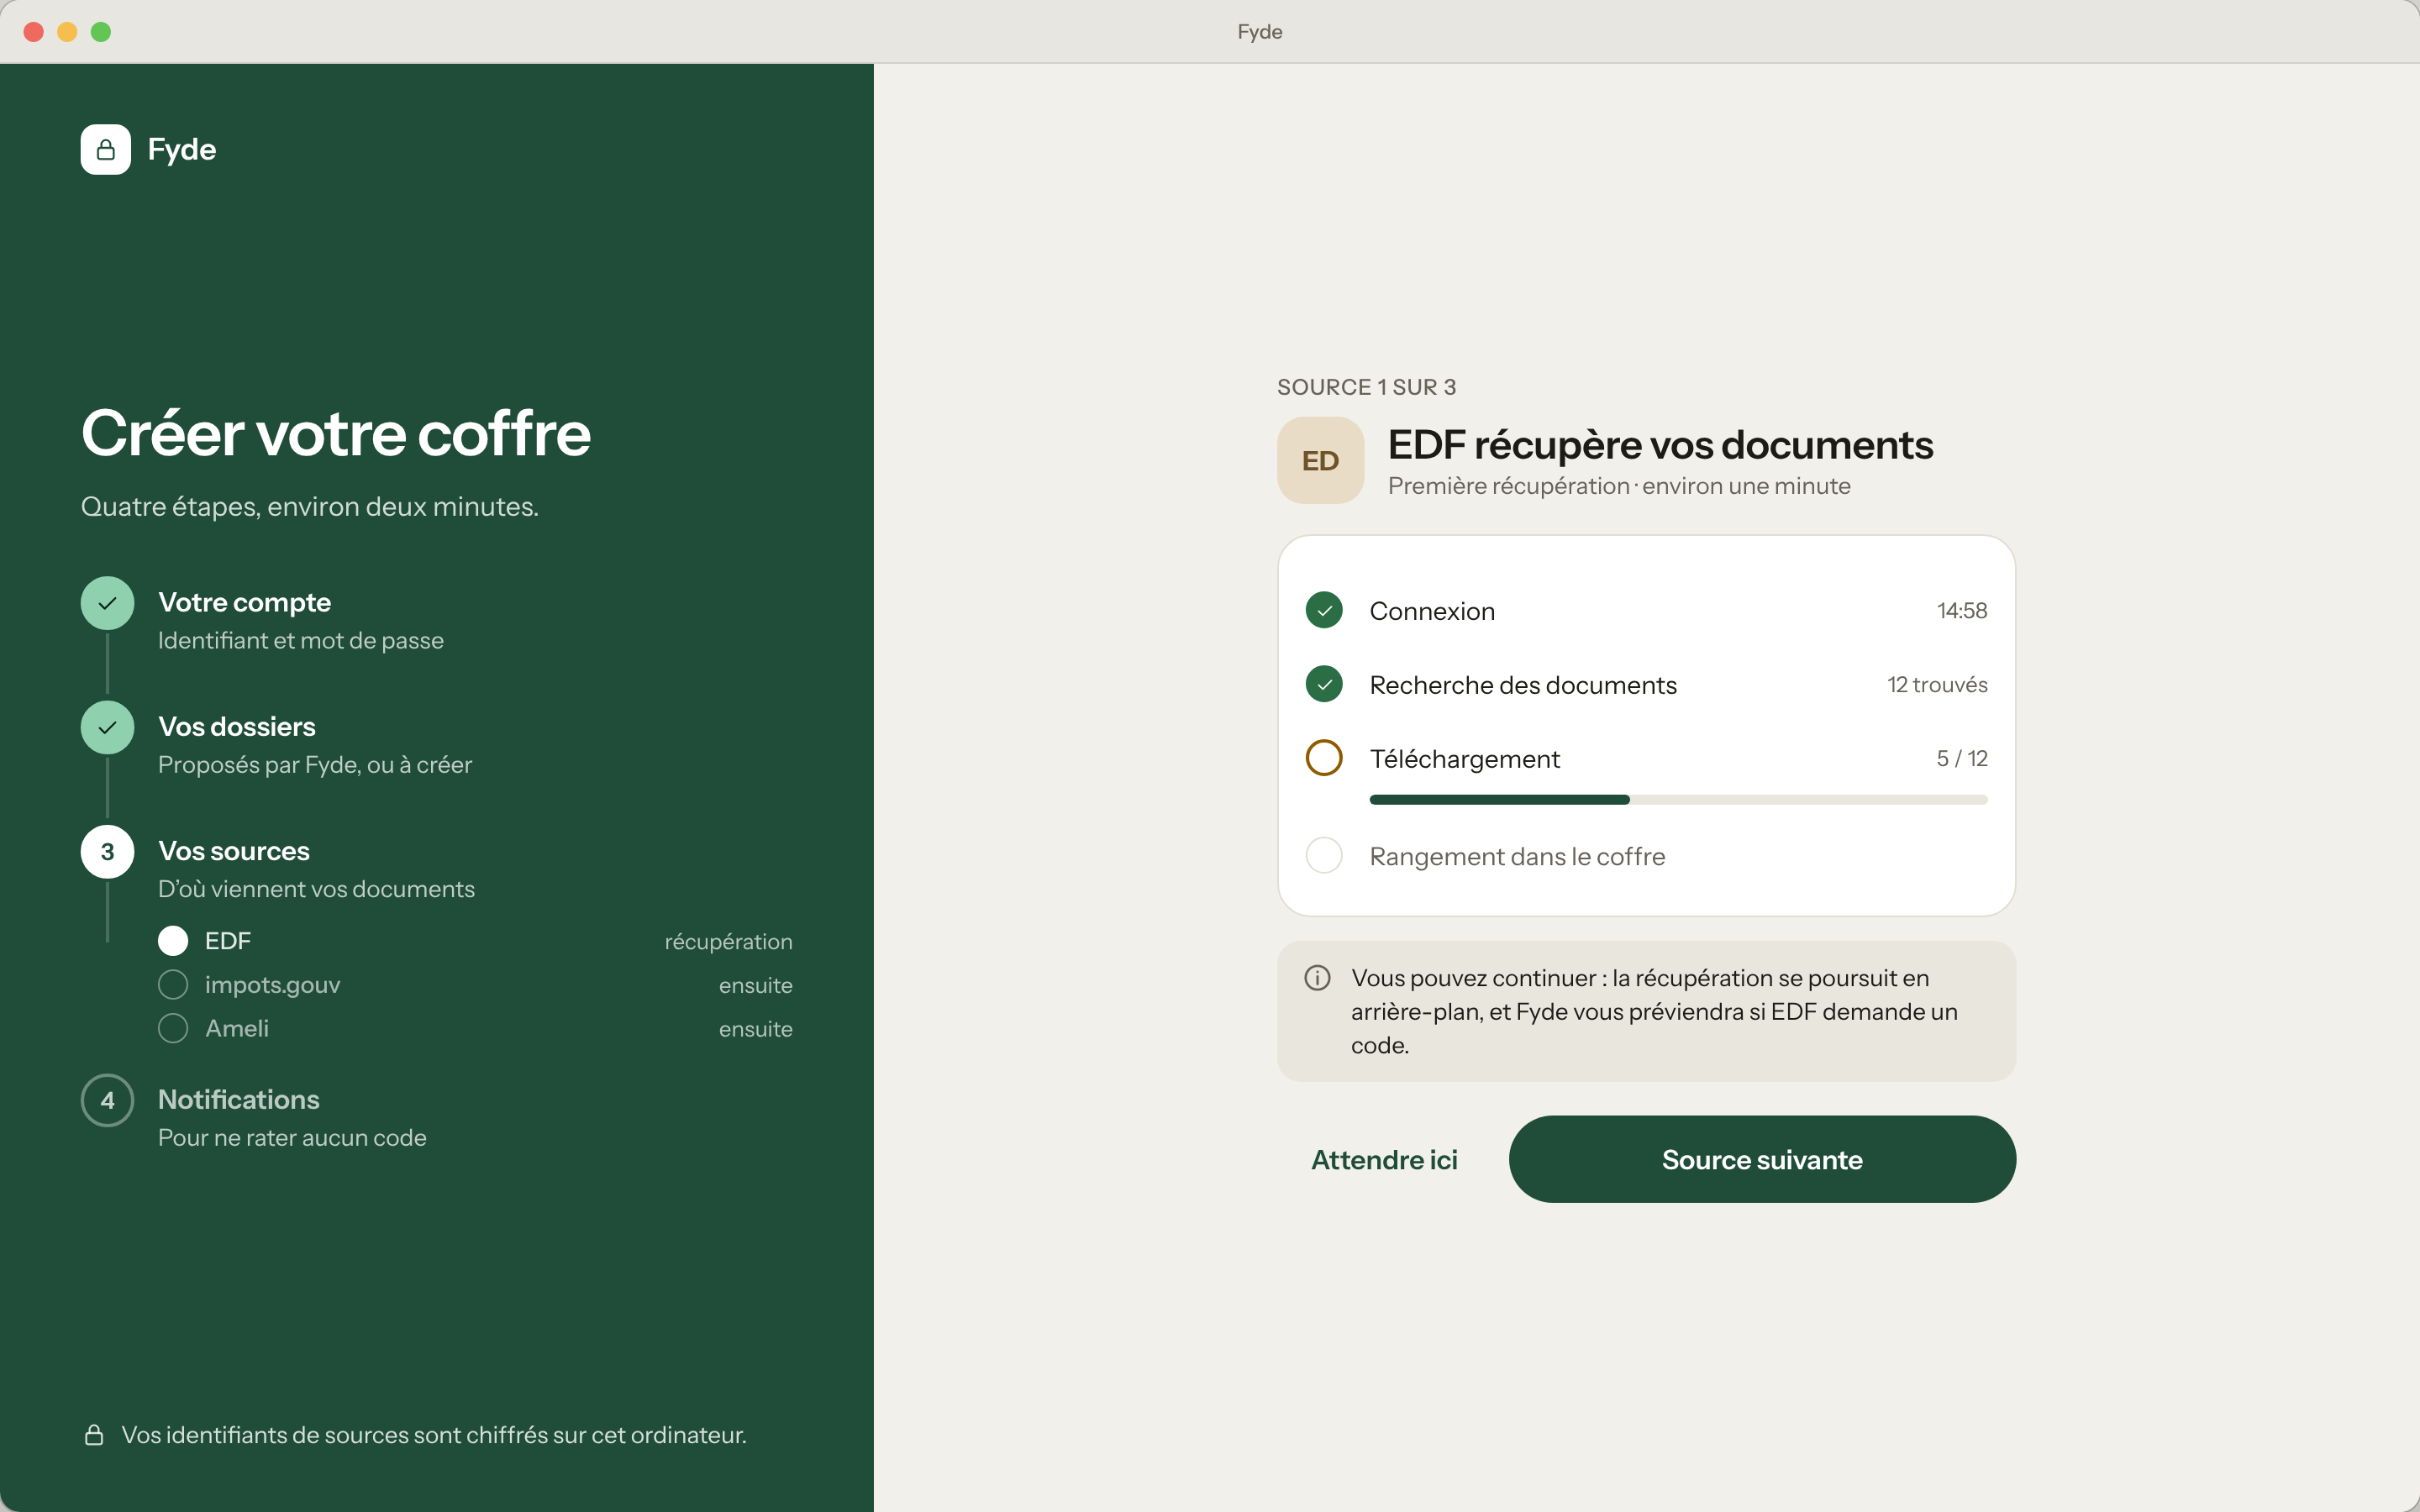 Fyde
Fyde
Créer votre coffre
Quatre étapes, environ deux minutes.
Votre compte
Identifiant et mot de passe
Vos dossiers
Proposés par Fyde, ou à créer
3
Vos sources
D’où viennent vos documents
EDF récupération
impots.gouv ensuite
Ameli ensuite
4
Notifications
Pour ne rater aucun code
Vos identifiants de sources sont chiffrés sur cet ordinateur.
SOURCE 1 SUR 3
ED
EDF récupère vos documents
Première récupération · environ une minute
Connexion 14:58
Recherche des documents 12 trouvés
Téléchargement 5 / 12
Rangement dans le coffre
Vous pouvez continuer : la récupération se poursuit en
arrière-plan, et Fyde vous préviendra si EDF demande un
code.
Attendre ici
Source suivante